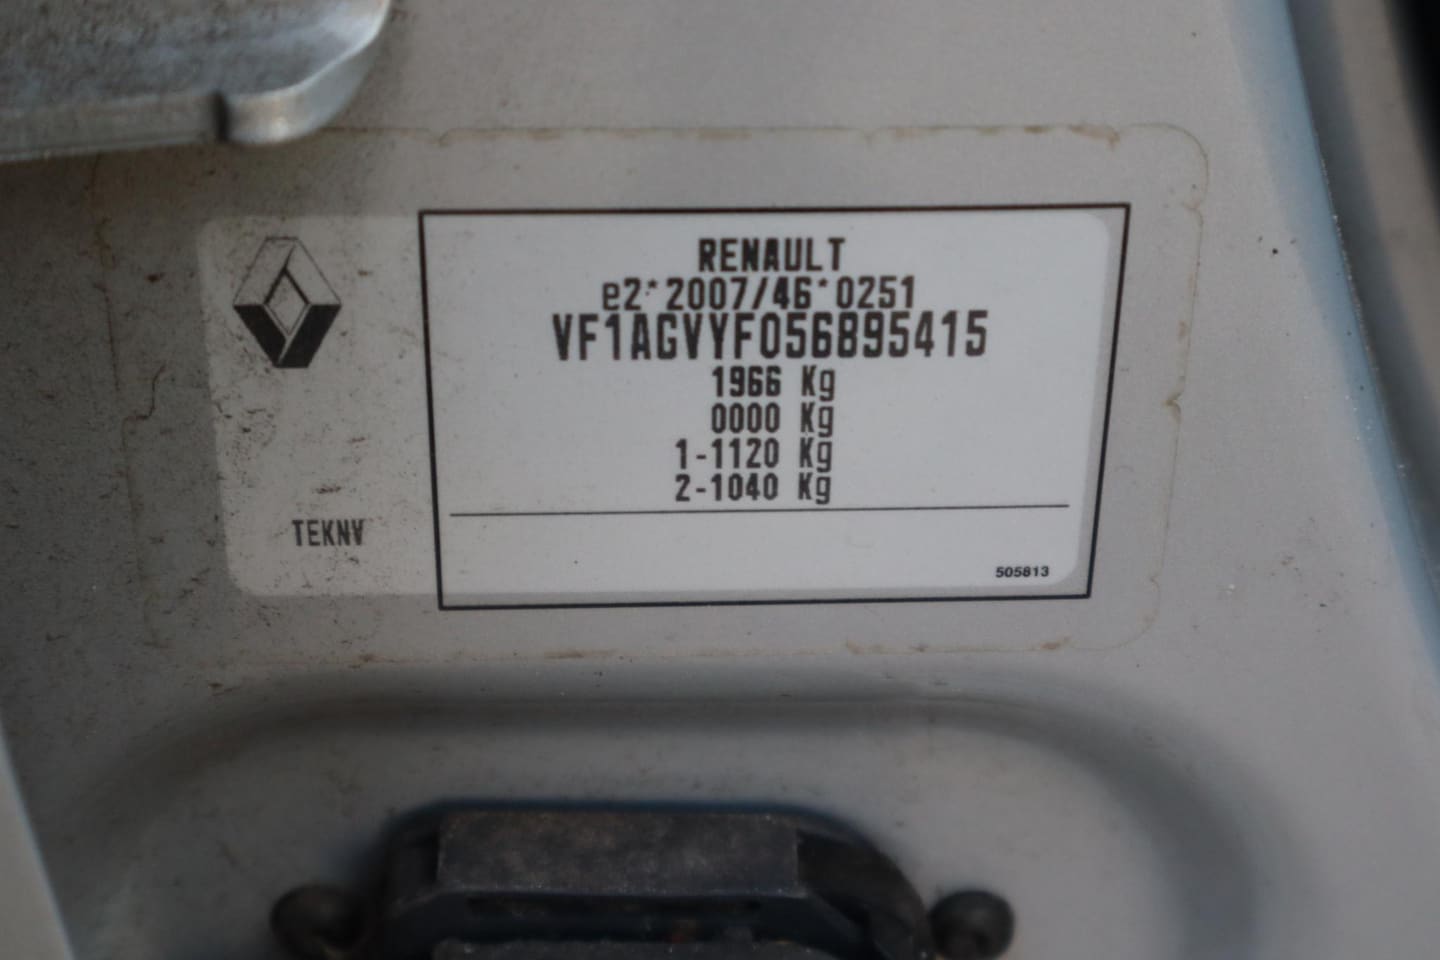 RENAULT
e2*2007/46*0251
VF1AGVYF056895415
1966 Kg
0000 Kg
1-1120 Kg
2-1040 Kg
TEKNV
505813